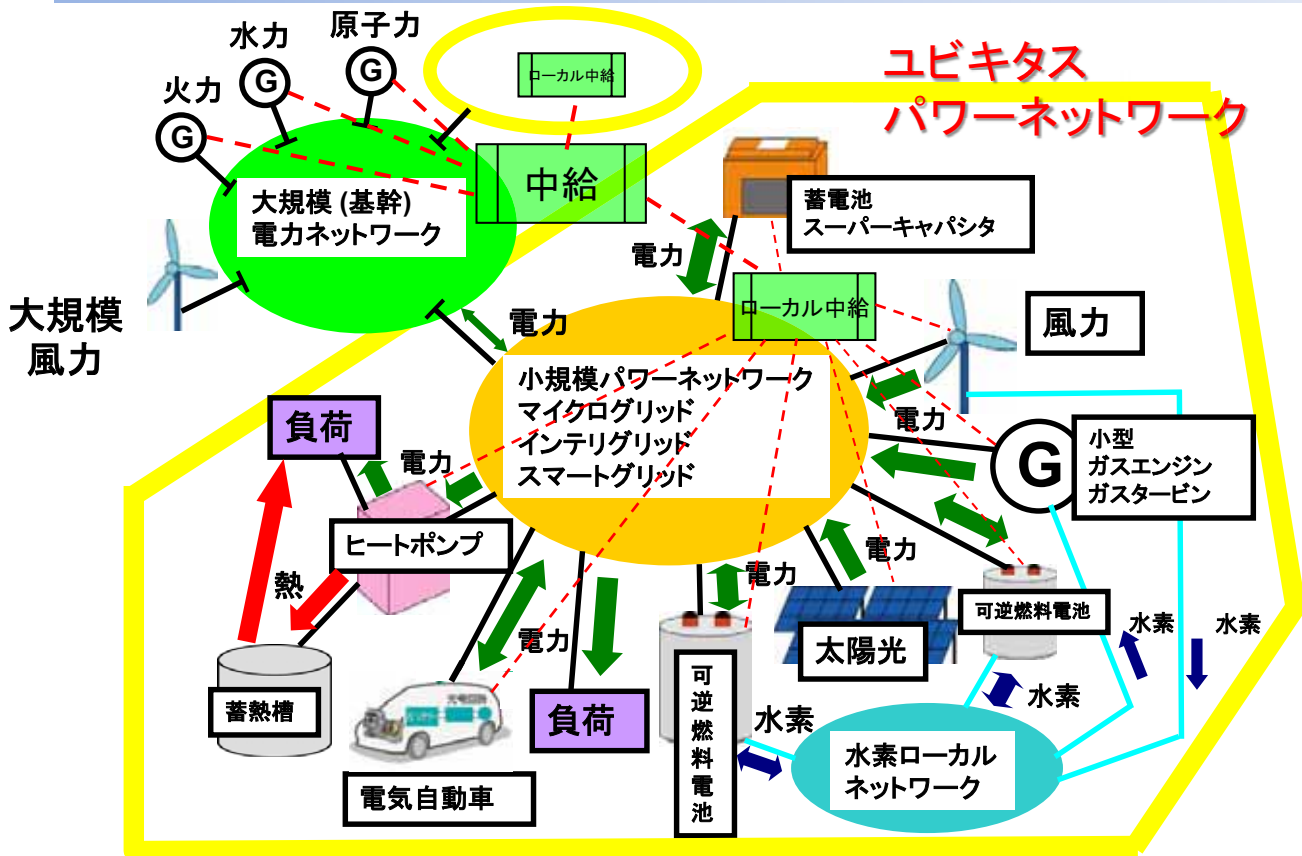 原子力
水力
火力
G
G
G
ローカル中給
ユビキタス
パワーネットワーク
中給
大規模 (基幹)
電力ネットワーク
蓄電池
スーパーキャパシタ
電力
ローカル中給
大規模
風力
電力
風力
小規模パワーネットワーク
マイクログリッド
インテリグリッド
スマートグリッド
負荷
電力
電力
G
小型
ガスエンジン
ガスタービン
ヒートポンプ
熱
電力
電力
可逆燃料電池
水素
水素
太陽光
電力
蓄熱槽
負荷
可逆燃料電池
水素
水素
水素ローカル
ネットワーク
電気自動車